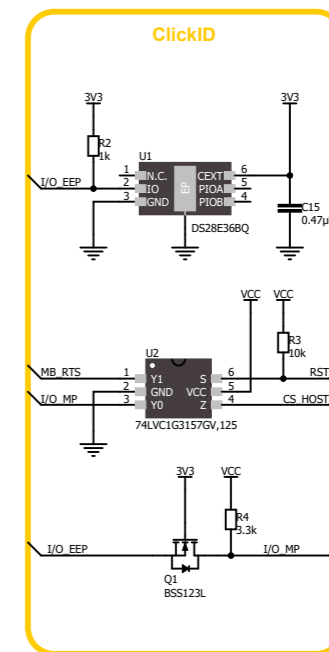 ClickID
3V3 3V3
R2
1k
U1
I/O_EEP
1 N.C. CEXT 6
2 IO PIOA 5
3 GND PIOB 4
EP
DS28E36BQ
C15
0.47µ
VCC VCC
R3
10k
U2
MB_RTS 1 Y1 S 6 RST
2 GND VCC 5
I/O_MP 3 Y0 Z 4 CS_HOST
74LVC1G3157GV,125
3V3 VCC
R4
3.3k
I/O_EEP I/O_MP
Q1
BSS123L